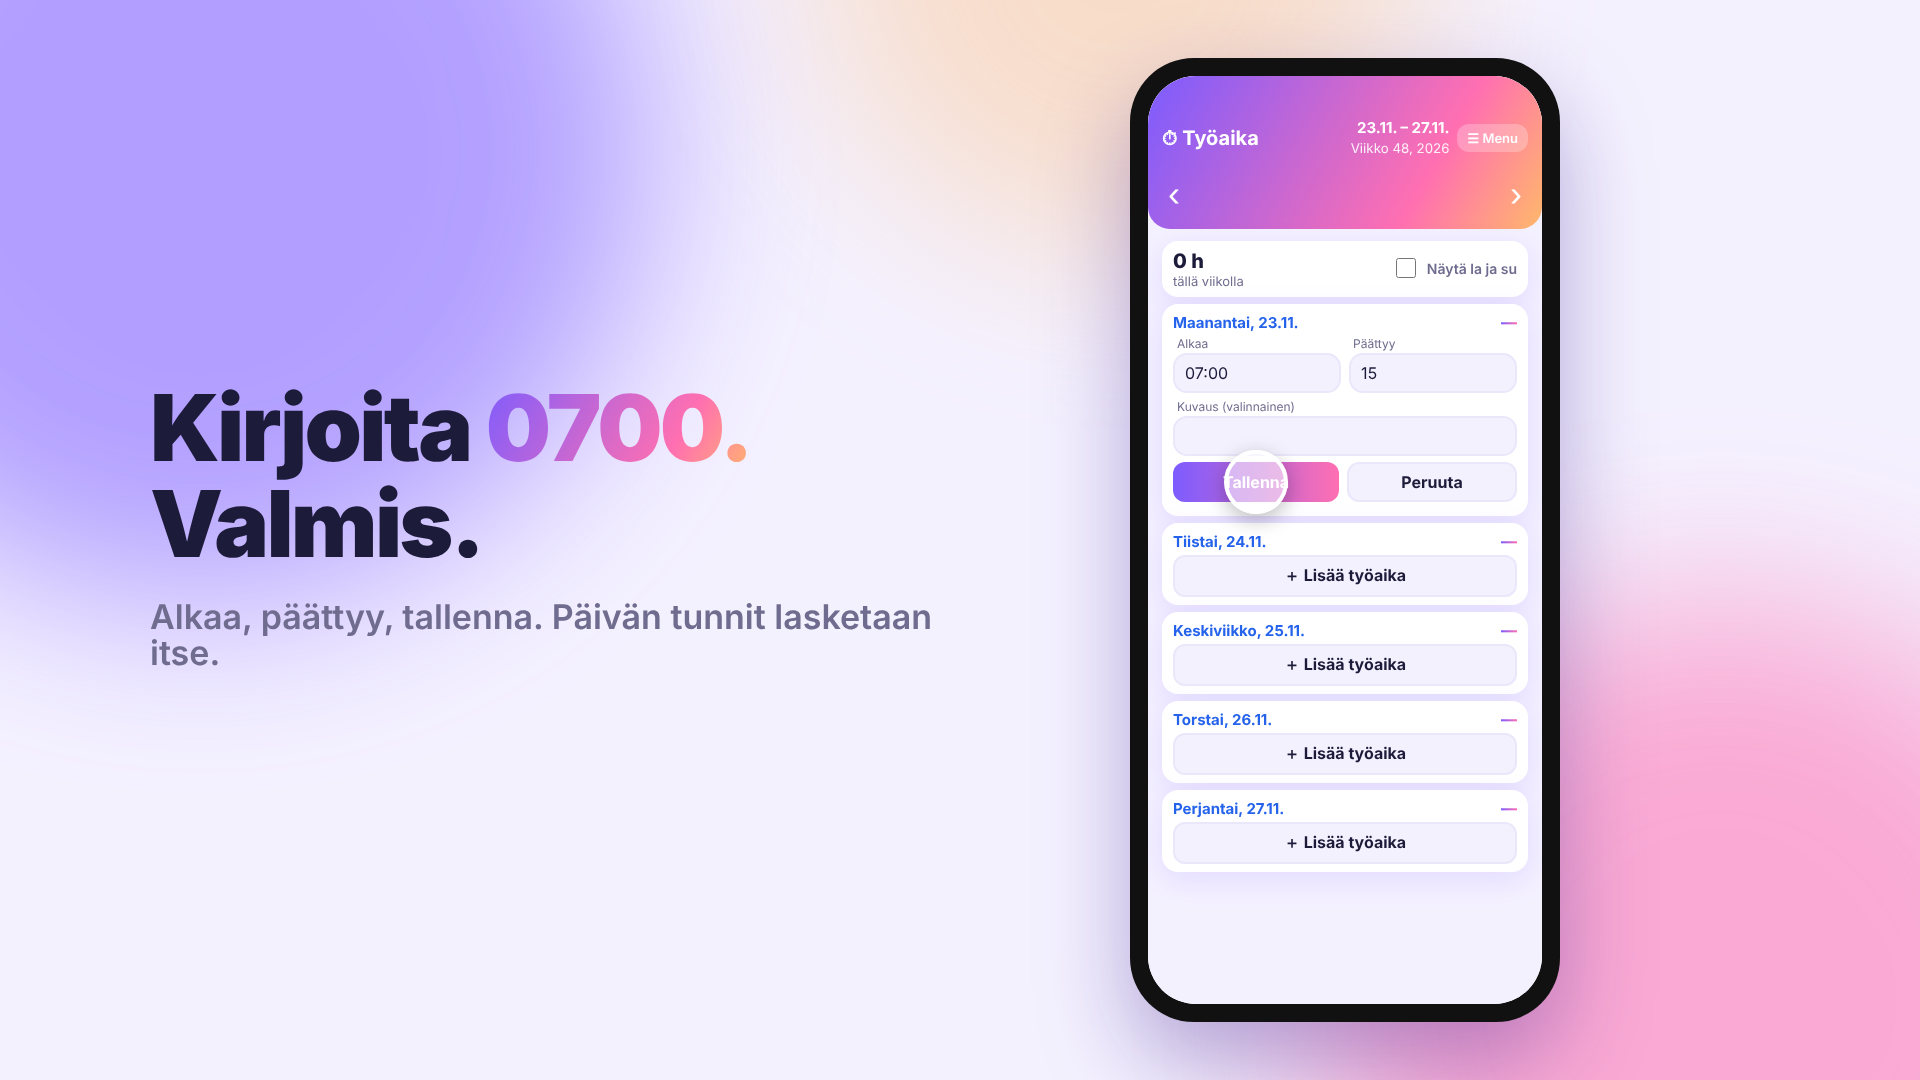 Kirjoita 0700.
Valmis.
Alkaa, päättyy, tallenna. Päivän tunnit lasketaan
itse.
⏱ Työaika
23.11. – 27.11.
Viikko 48, 2026
☰ Menu
‹ ›
0 h
tällä viikolla
Näytä la ja su
Maanantai, 23.11. —
Alkaa Päättyy
07:00 15
Kuvaus (valinnainen)
Tallenna Peruuta
Tiistai, 24.11. —
+ Lisää työaika
Keskiviikko, 25.11. —
+ Lisää työaika
Torstai, 26.11. —
+ Lisää työaika
Perjantai, 27.11. —
+ Lisää työaika